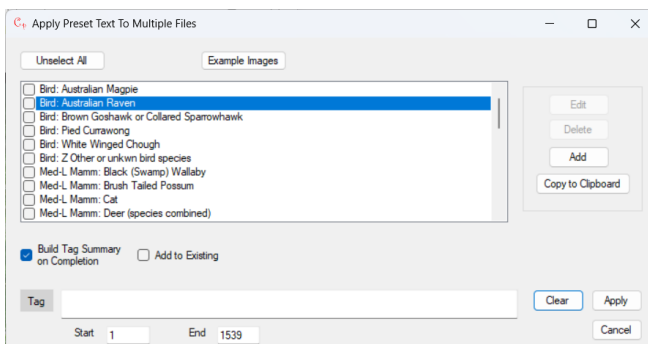 Apply Preset Text To Multiple Files
Unselect All
Example Images
Bird: Australian Magpie
Bird: Australian Raven
Bird: Brown Goshawk or Collared Sparrowhawk
Bird: Pied Currawong
Bird: White Winged Chough
Bird: Z Other or unkwn bird species
Med-L Mamm: Black (Swamp) Wallaby
Med-L Mamm: Brush Tailed Possum
Med-L Mamm: Cat
Med-L Mamm: Deer (species combined)
Edit
Delete
Add
Copy to Clipboard
Build Tag Summary
on Completion
Add to Existing
Tag
Clear
Apply
Start 1 End 1539
Cancel